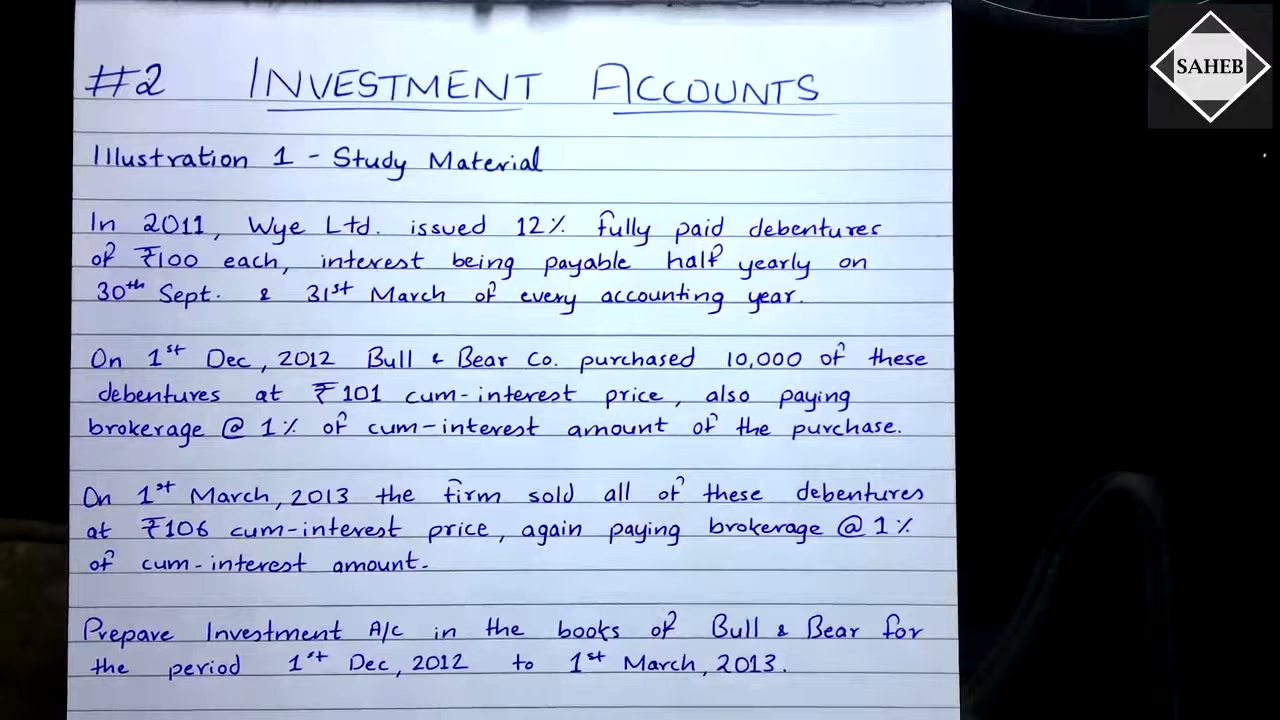 SAHEB
#2 INVESTMENT ACCOUNTS
Illustration 1 - Study Material
In 2011, Wye Ltd. issued 12% fully paid debentures
of ₹100 each, interest being payable half yearly on
30th Sept. & 31st March of every accounting year.
On 1st Dec, 2012 Bull & Bear Co. purchased 10,000 of these
debentures at ₹101 cum-interest price, also paying
brokerage @ 1% of cum-interest amount of the purchase.
On 1st March, 2013 the firm sold all of these debentures
at ₹106 cum-interest price, again paying brokerage @ 1%
of cum-interest amount.
Prepare Investment A/c in the books of Bull & Bear for
the period 1st Dec, 2012 to 1st March, 2013.